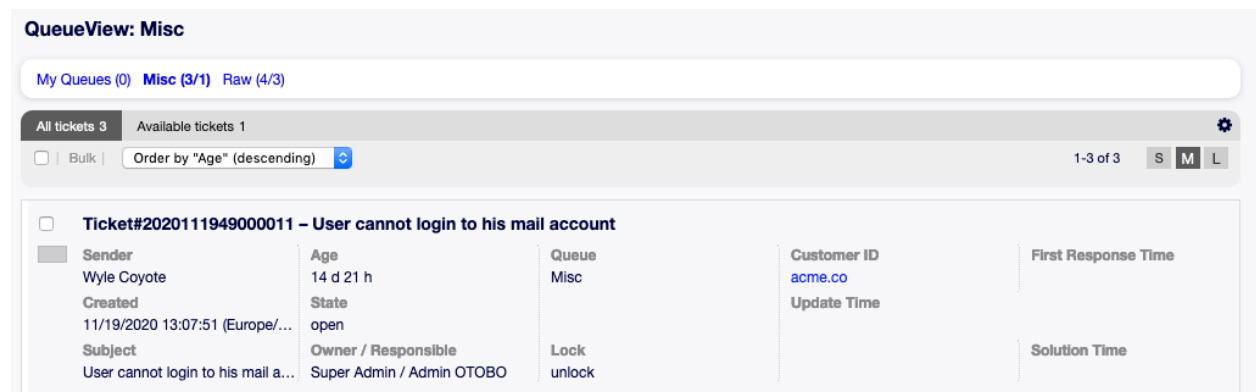 QueueView: Misc
My Queues (0) Misc (3/1) Raw (4/3)
All tickets 3 Available tickets 1
| Bulk | Order by "Age" (descending) 1-3 of 3 S M L
Ticket#2020111949000011 – User cannot login to his mail account
Sender Age Queue Customer ID First Response Time
Wyle Coyote 14 d 21 h Misc acme.co
Created State Update Time
11/19/2020 13:07:51 (Europe/... open
Subject Owner / Responsible Lock Solution Time
User cannot login to his mail a... Super Admin / Admin OTOBO unlock